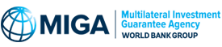 MIGA
Multilateral Investment
Guarantee Agency
WORLD BANK GROUP